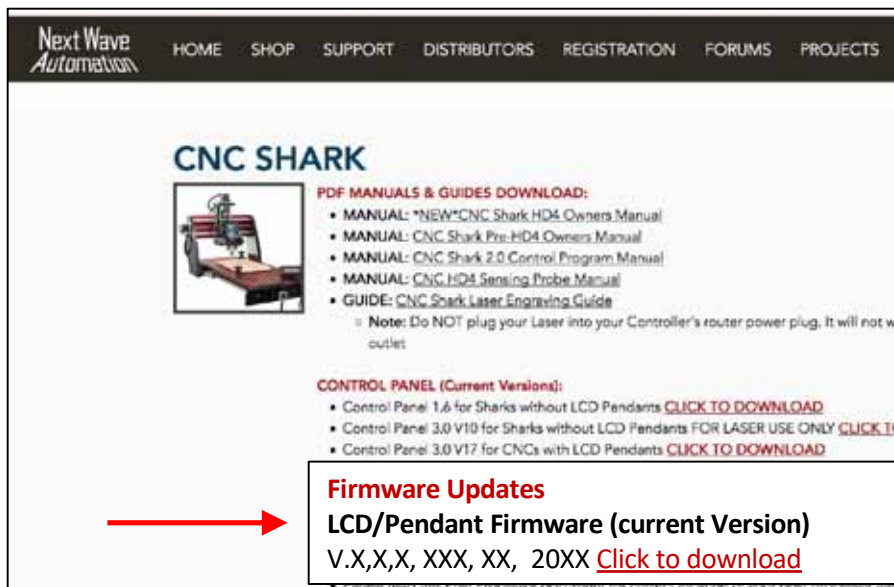 Next Wave
Automation
HOME SHOP SUPPORT DISTRIBUTORS REGISTRATION FORUMS PROJECTS
CNC SHARK
PDF MANUALS & GUIDES DOWNLOAD:
• MANUAL: *NEW*CNC Shark HD4 Owners Manual
• MANUAL: CNC Shark Pre-HD4 Owners Manual
• MANUAL: CNC Shark 2.0 Control Program Manual
• MANUAL: CNC HD4 Sensing Probe Manual
• GUIDE: CNC Shark Laser Engraving Guide
Note: Do NOT plug your Laser into your Controller's router power plug. It will not w
outlet
CONTROL PANEL (Current Versions):
• Control Panel 1.6 for Sharks without LCD Pendants CLICK TO DOWNLOAD
• Control Panel 3.0 V10 for Sharks without LCD Pendants FOR LASER USE ONLY CLICK T
• Control Panel 3.0 V17 for CNCs with LCD Pendants CLICK TO DOWNLOAD
Firmware Updates
LCD/Pendant Firmware (current Version)
V.X,X,X, XXX, XX, 20XX Click to download